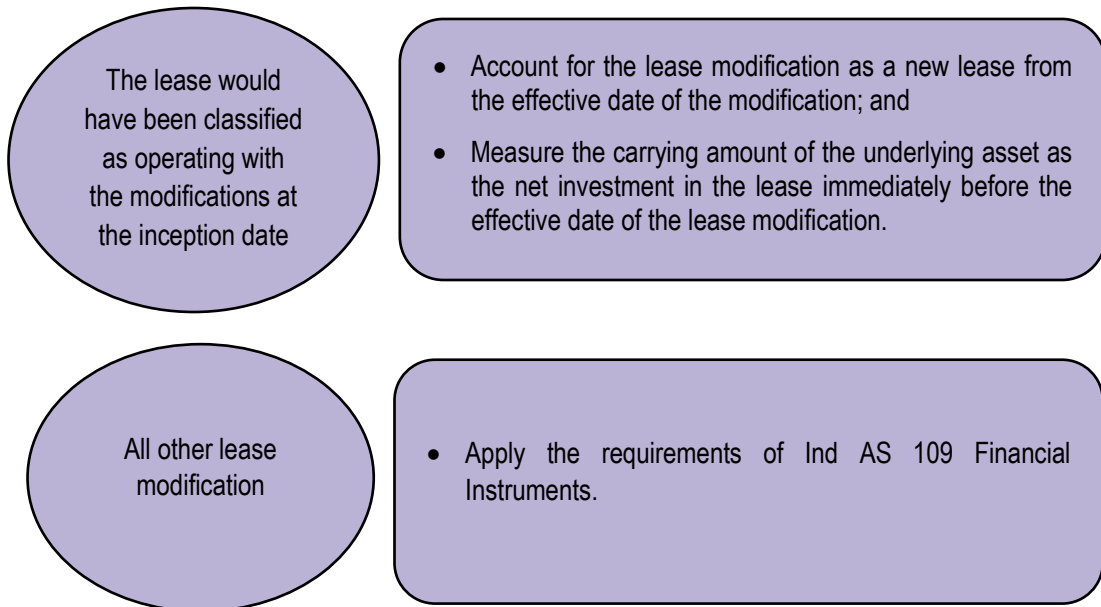 The lease would
have been classified
as operating with
the modifications at
the inception date
• Account for the lease modification as a new lease from
the effective date of the modification; and
• Measure the carrying amount of the underlying asset as
the net investment in the lease immediately before the
effective date of the lease modification.
All other lease
modification
• Apply the requirements of Ind AS 109 Financial
Instruments.